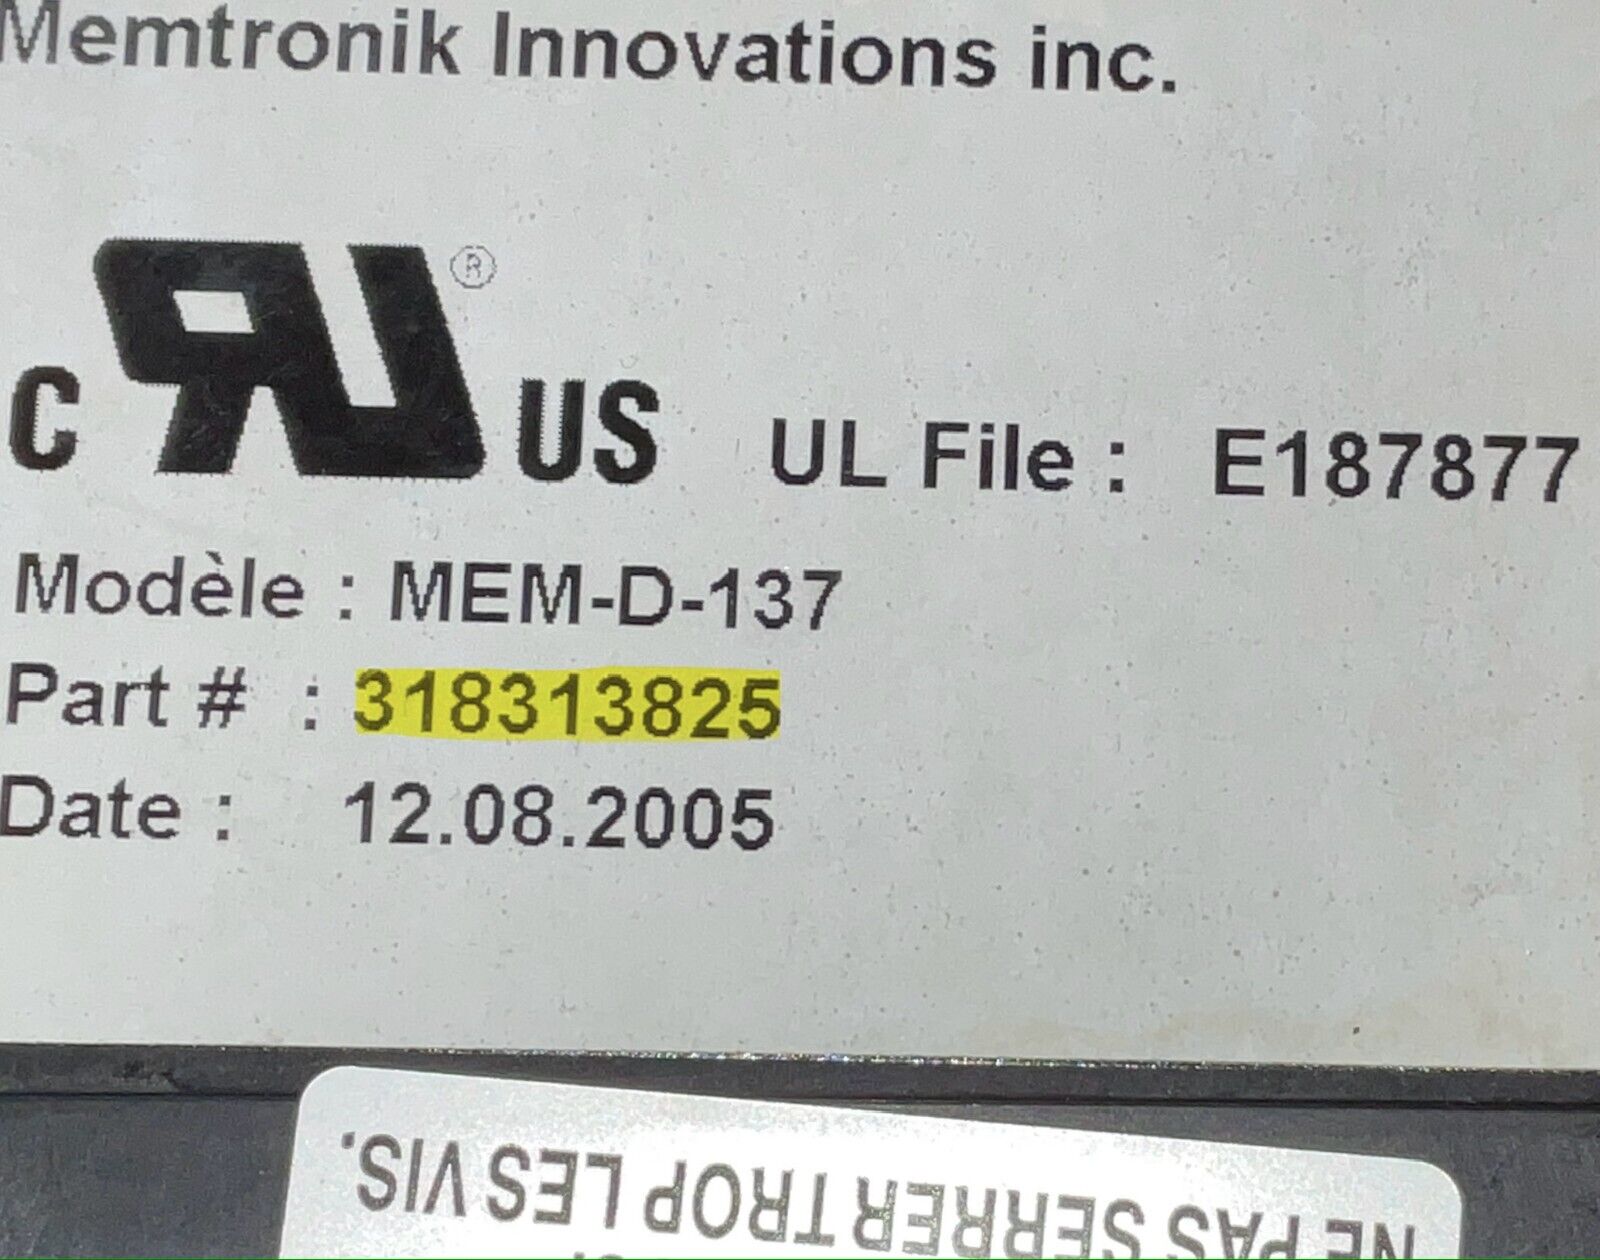 Memtronik Innovations inc.
®
C RU US UL File : E187877
Modèle : MEM-D-137
Part # : 318313825
Date : 12.08.2005
NE PAS SERRER TROP LES VIS.